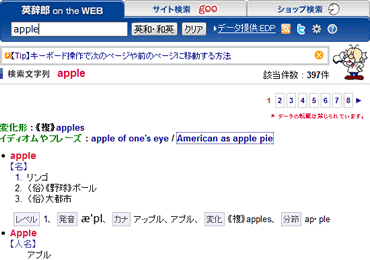 英辞郎 on the WEB サイト検索 goo ショップ検索
apple 英和・和英 クリア データ提供:EDP
【Tip】キーボード操作で次のページや前のページに移動する方法
検索文字列 apple 該当件数 : 397件
1 2 3 4 5 6 7 8
* データの転載は禁じられています。
変化形 : 《複》apples
イディオムやフレーズ : apple of one's eye / American as apple pie
apple
【名】
1. リンゴ
2. 〈俗〉《野球》ボール
3. 〈俗〉大都市
レベル 1、 発音 æ'pl、 カナ アップル、アプル、 変化 《複》apples、 分節 ap・ple
Apple
【人名】
アプル